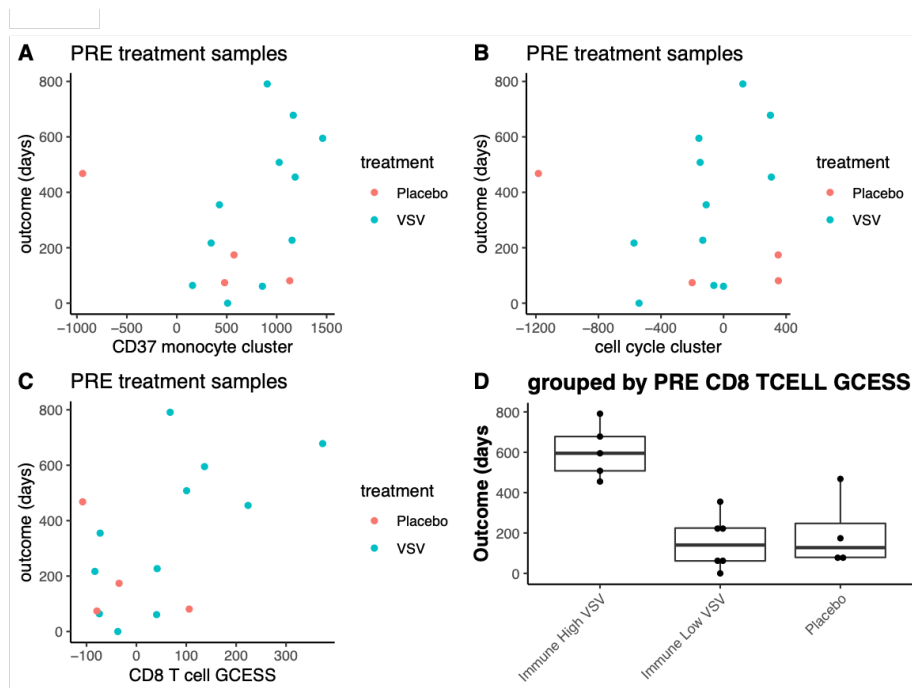 A PRE treatment samples
800
600
400
200
0
outcome (days)
−1000 −500 0 500 1000 1500
CD37 monocyte cluster
treatment
Placebo
VSV
B PRE treatment samples
800
600
400
200
0
outcome (days)
−1200 −800 −400 0 400
cell cycle cluster
treatment
Placebo
VSV
C PRE treatment samples
800
600
400
200
0
outcome (days)
−100 0 100 200 300
CD8 T cell GCESS
treatment
Placebo
VSV
D grouped by PRE CD8 TCELL GCESS
800
600
400
200
0
Outcome (days
Immune High VSV
Immune Low VSV
Placebo